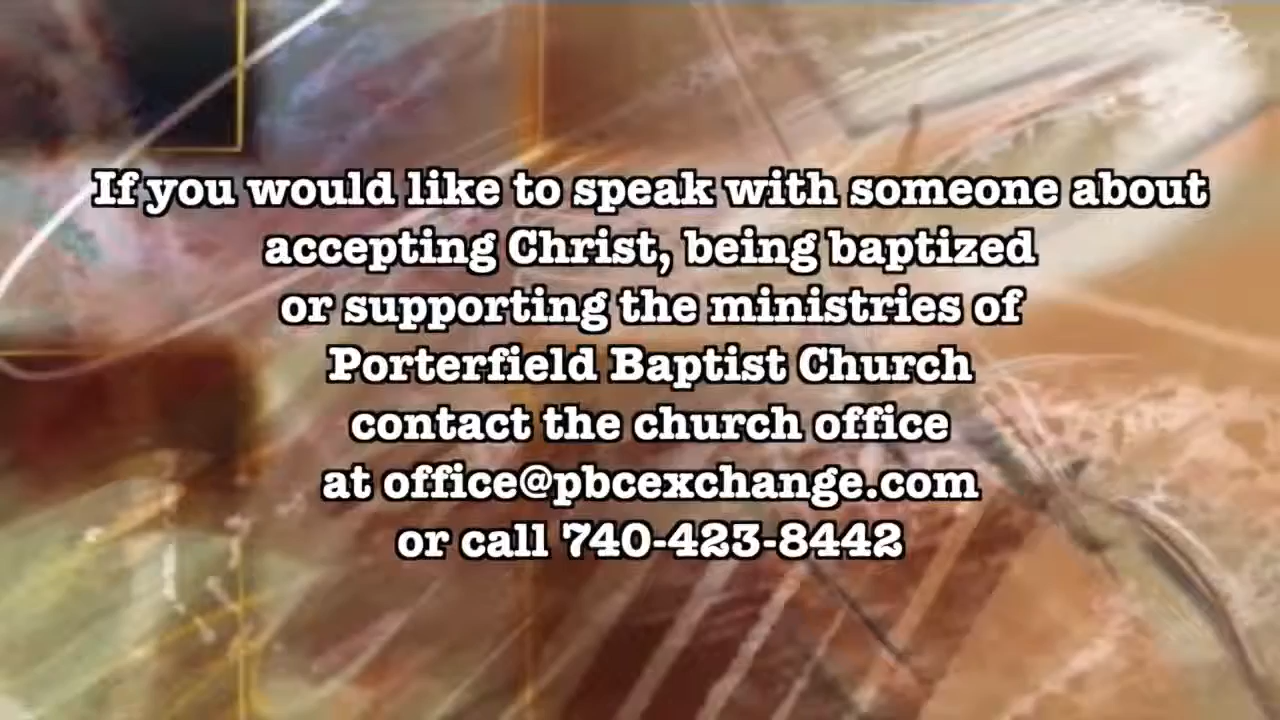 If you would like to speak with someone about
accepting Christ, being baptized
or supporting the ministries of
Porterfield Baptist Church
contact the church office
at office@pbcexchange.com
or call 740-423-8442